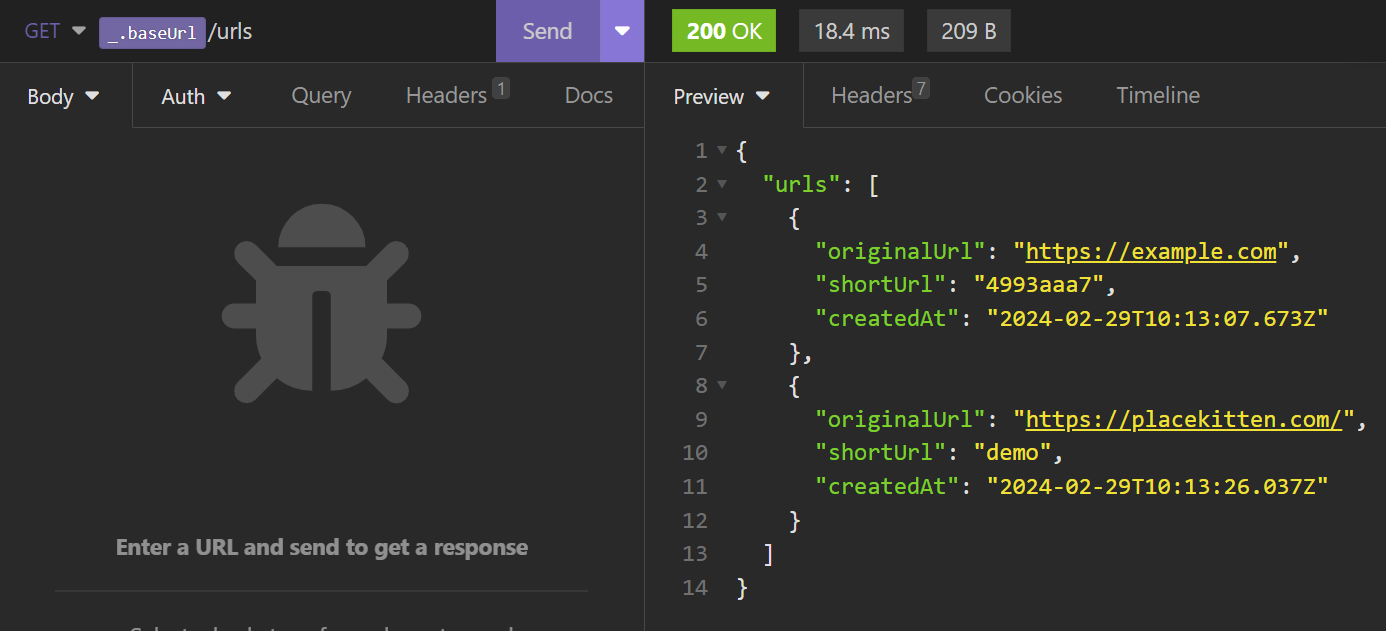 GET _.baseUrl /urls Send 200 OK 18.4 ms 209 B
Body Auth Query Headers 1 Docs Preview Headers 7 Cookies Timeline
1 {
2 "urls": [
3 {
4 "originalUrl": "https://example.com",
5 "shortUrl": "4993aaa7",
6 "createdAt": "2024-02-29T10:13:07.673Z"
7 },
8 {
9 "originalUrl": "https://placekitten.com/",
10 "shortUrl": "demo",
11 "createdAt": "2024-02-29T10:13:26.037Z"
12 }
13 ]
14 }
Enter a URL and send to get a response